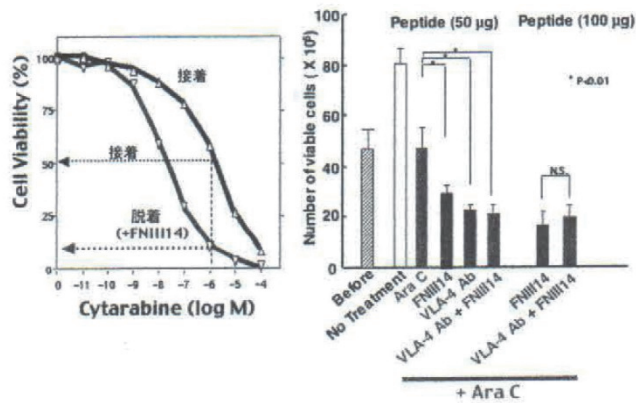 Cell Viability (%)
100
75
50
25
0
接着
接着
脱着
(+FNIII14)
0 -11 -10 -9 -8 -7 -6 -5 -4
Cytarabine (log M)
Peptide (50 μg)
Peptide (100 μg)
* P<0.01
Number of viable cells ( X 10⁶)
100
80
60
40
20
0
*
*
*
NS
Before
No Treatment
Ara C
FNIII14
VLA-4 Ab
VLA-4 Ab + FNIII14
FNIII14
VLA-4 Ab + FNIII14
+ Ara C